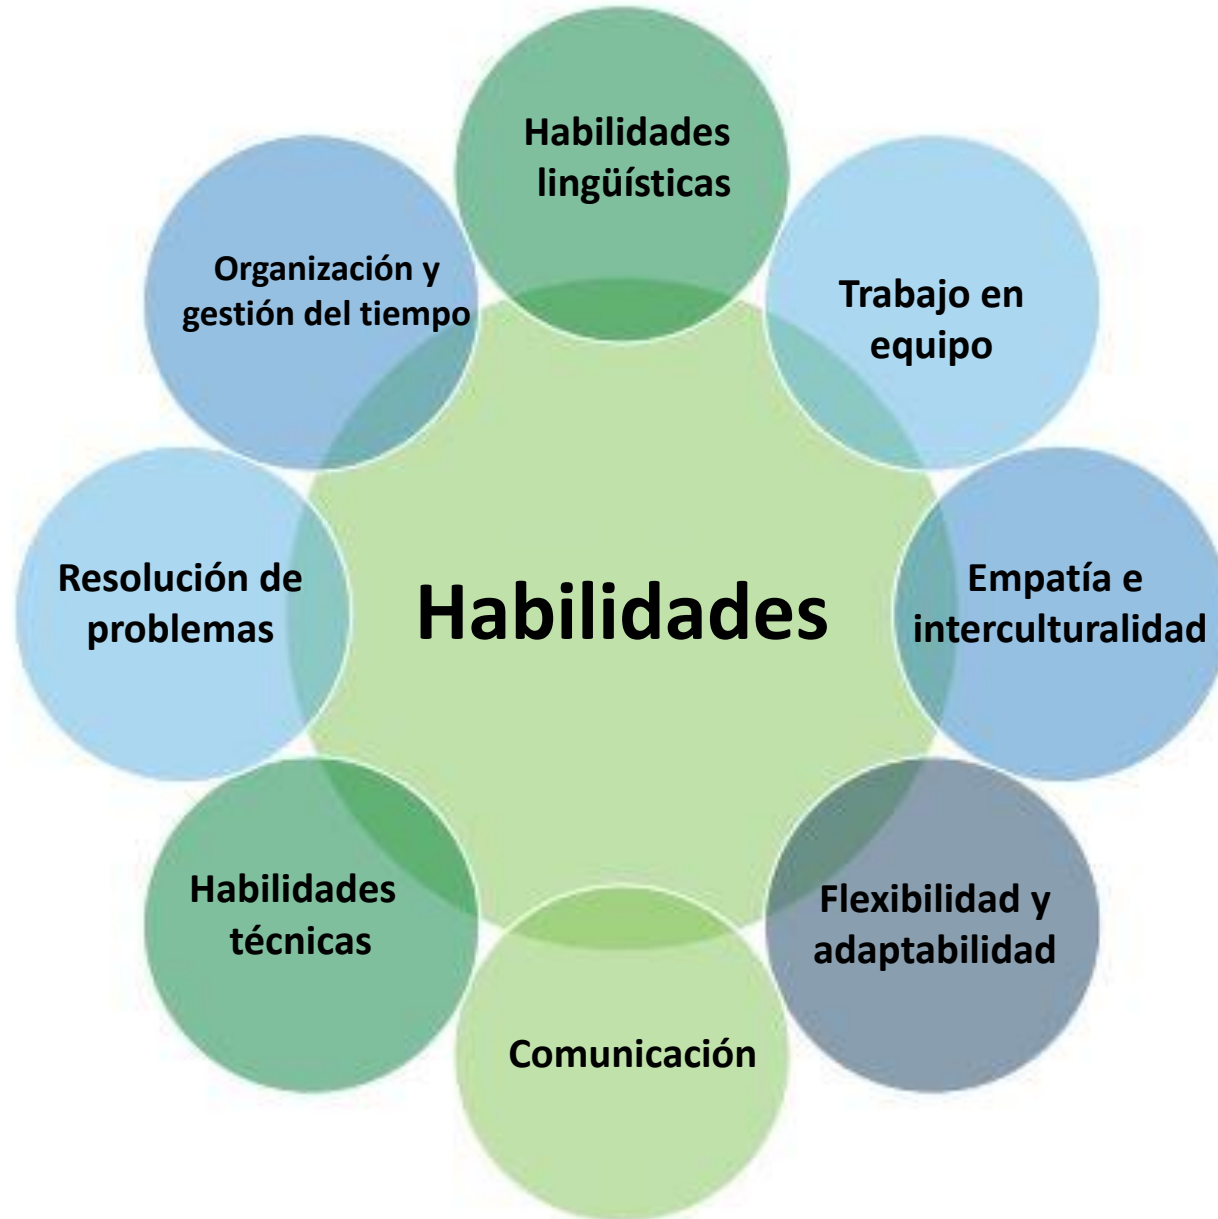 Habilidades
lingüísticas
Trabajo en
equipo
Empatía e
interculturalidad
Flexibilidad y
adaptabilidad
Comunicación
Habilidades
técnicas
Resolución de
problemas
Organización y
gestión del tiempo
Habilidades